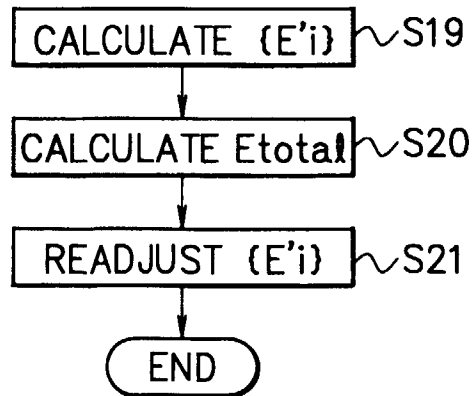 CALCULATE {E'i} S19
CALCULATE Etotal S20
READJUST {E'i} S21
END